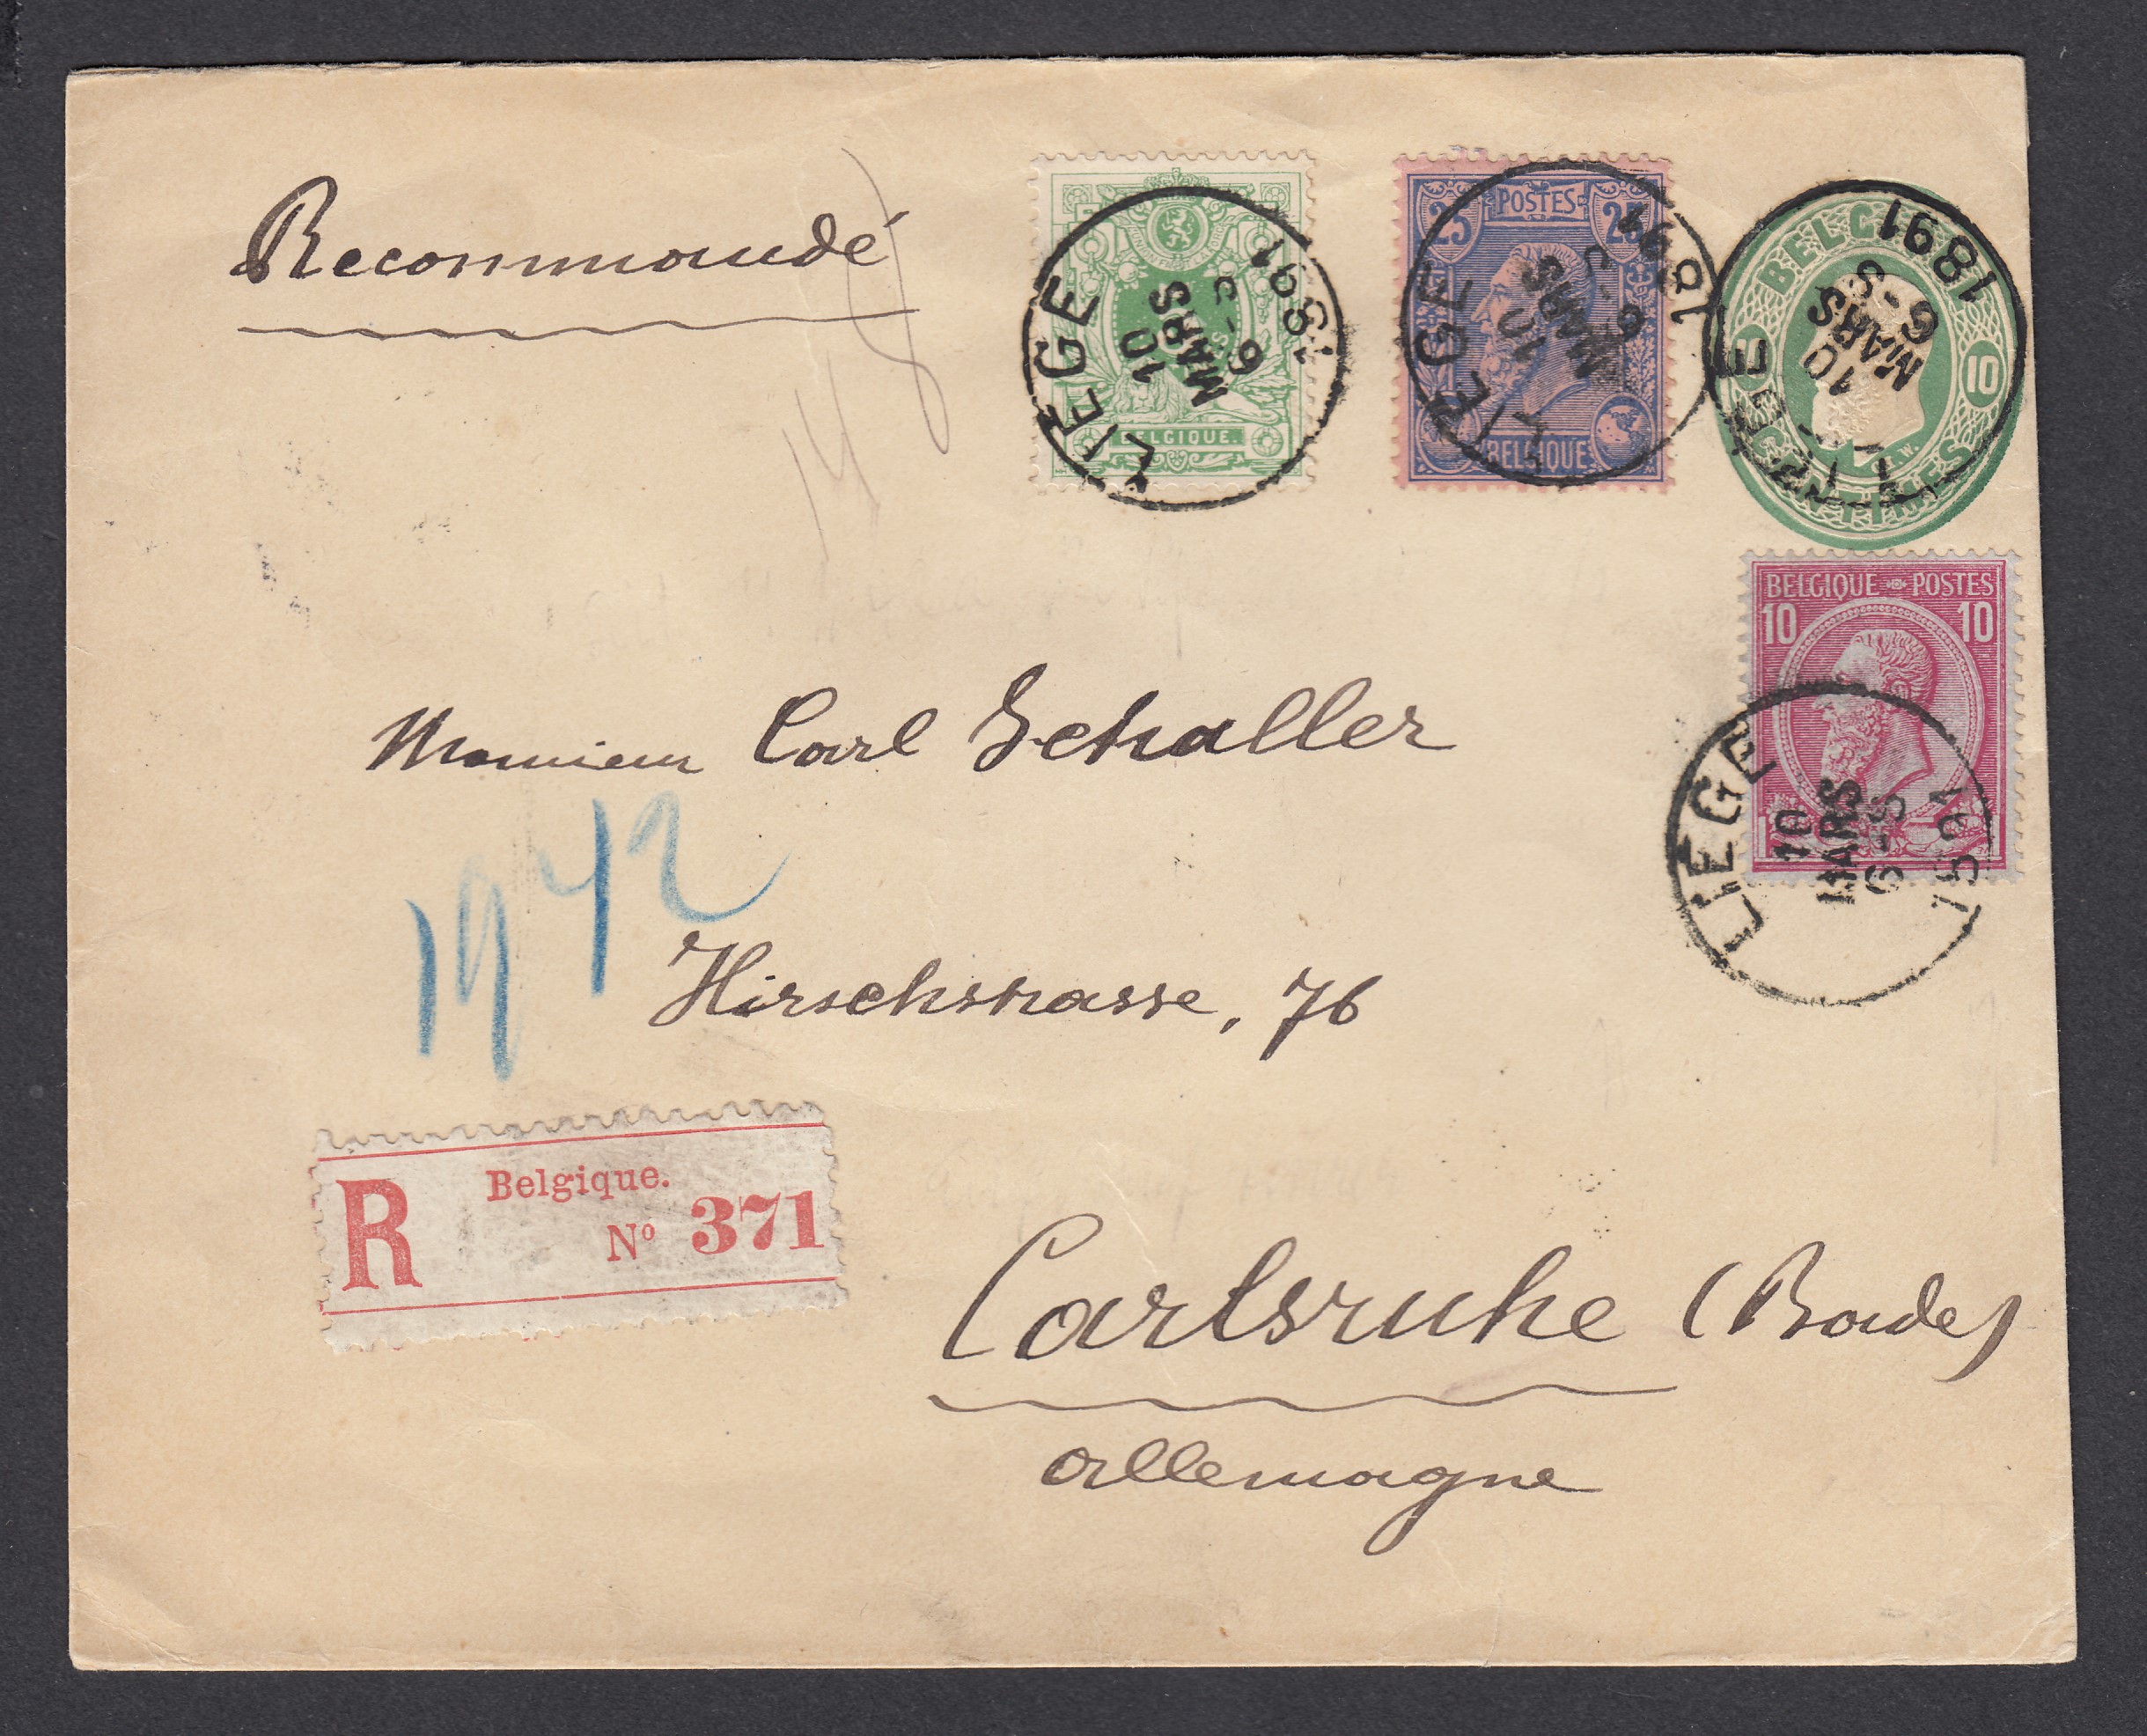 Recommandé
BELGIQUE.
LIEGE
10
MARS
6-S
1891
POSTES
25 25
BELGIQUE
LIEGE
10
MARS
6-S
1891
10
CENTIMES
LIEGE
10
MARS
6-S
1891
BELGIQUE POSTES
10 10
LIEGE
10
MARS
6-S
1891
Monsieur Carl Schaller
1942
Hirschstrasse, 76
R Belgique.
No 371
Carlsruhe (Bade)
Allemagne